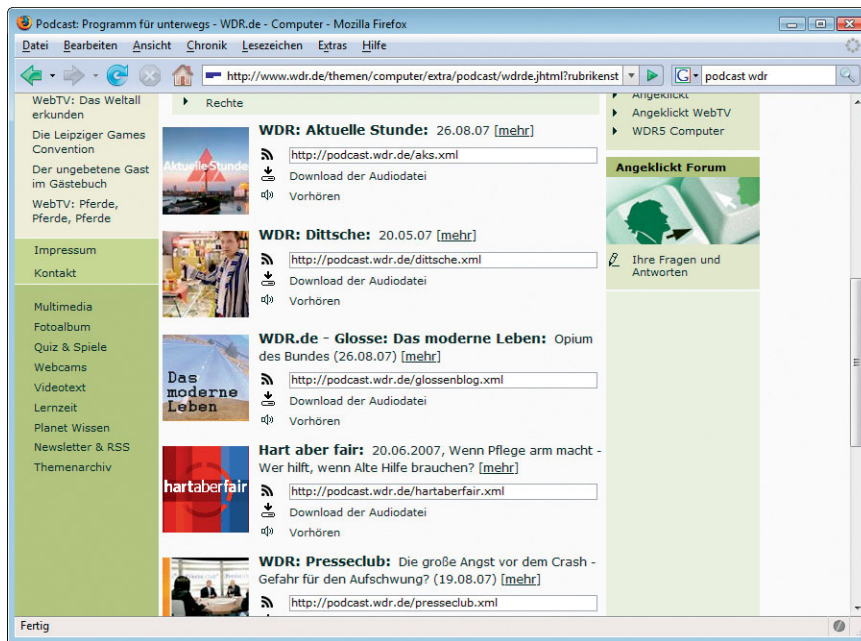 Podcast: Programm für unterwegs - WDR.de - Computer - Mozilla Firefox
Datei Bearbeiten Ansicht Chronik Lesezeichen Extras Hilfe
http://www.wdr.de/themen/computer/extra/podcast/wdrde.jhtml?rubrikenst
G
podcast wdr
WebTV: Das Weltall
erkunden
Die Leipziger Games
Convention
Der ungebetene Gast
im Gästebuch
WebTV: Pferde,
Pferde, Pferde
Impressum
Kontakt
Multimedia
Fotoalbum
Quiz & Spiele
Webcams
Videotext
Lernzeit
Planet Wissen
Newsletter & RSS
Themenarchiv
Rechte
Aktuelle Stunde
WDR: Aktuelle Stunde: 26.08.07 [mehr]
http://podcast.wdr.de/aks.xml
Download der Audiodatei
Vorhören
WDR: Dittsche: 20.05.07 [mehr]
http://podcast.wdr.de/dittsche.xml
Download der Audiodatei
Vorhören
Das
moderne
Leben
WDR.de - Glosse: Das moderne Leben: Opium
des Bundes (26.08.07) [mehr]
http://podcast.wdr.de/glossenblog.xml
Download der Audiodatei
Vorhören
hartaberfair
Hart aber fair: 20.06.2007, Wenn Pflege arm macht -
Wer hilft, wenn Alte Hilfe brauchen? [mehr]
http://podcast.wdr.de/hartaberfair.xml
Download der Audiodatei
Vorhören
WDR: Presseclub: Die große Angst vor dem Crash -
Gefahr für den Aufschwung? (19.08.07) [mehr]
http://podcast.wdr.de/presseclub.xml
Angeklickt
Angeklickt WebTV
WDR5 Computer
Angeklickt Forum
Ihre Fragen und
Antworten
Fertig